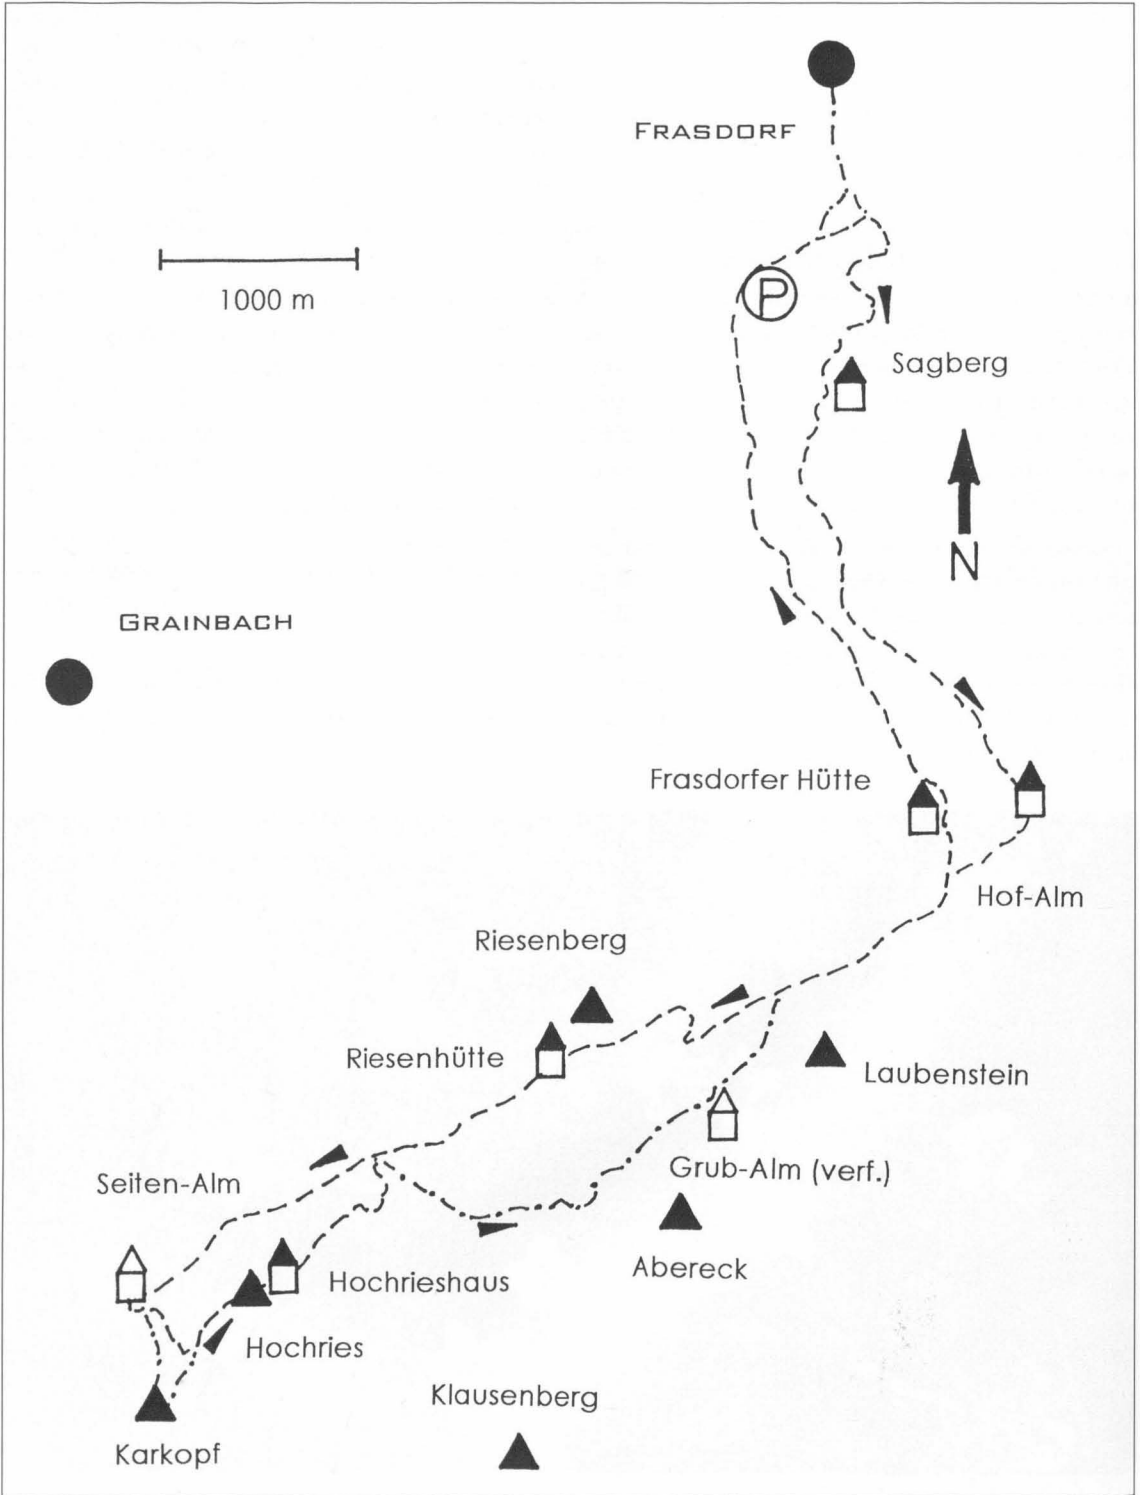 FRASDORF
1000 m
P
Sagberg
N
GRAINBACH
Frasdorfer Hütte
Hof-Alm
Riesenberg
Riesenhütte
Laubenstein
Seiten-Alm
Grub-Alm (verf.)
Abereck
Hochrieshaus
Hochries
Klausenberg
Karkopf